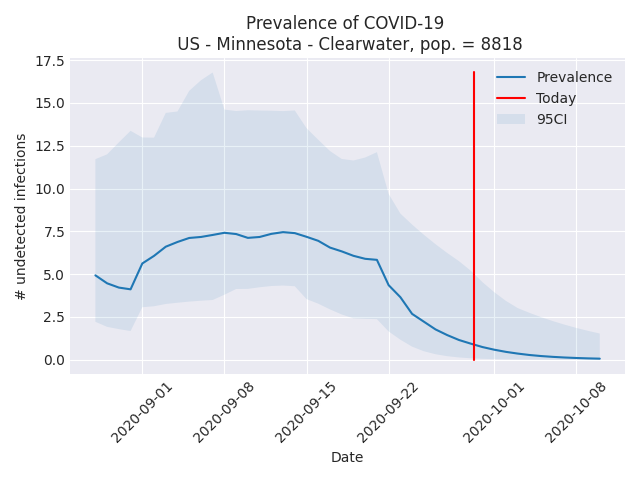 Prevalence of COVID-19
US - Minnesota - Clearwater, pop. = 8818
17.5
15.0
12.5
10.0
7.5
5.0
2.5
0.0
# undetected infections
Prevalence
Today
95CI
2020-09-01
2020-09-08
2020-09-15
2020-09-22
2020-10-01
2020-10-08
Date